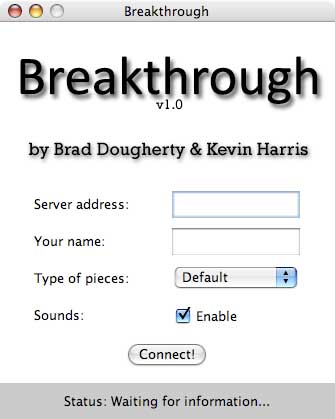 Breakthrough
Breakthrough
v1.0
by Brad Dougherty & Kevin Harris
Server address:
Your name:
Type of pieces: Default
Sounds: Enable
Connect!
Status: Waiting for information...